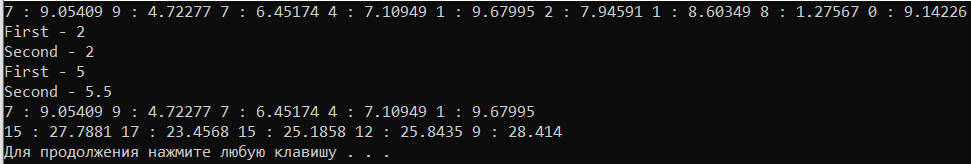 7 : 9.05409 9 : 4.72277 7 : 6.45174 4 : 7.10949 1 : 9.67995 2 : 7.94591 1 : 8.60349 8 : 1.27567 0 : 9.14226
First - 2
Second - 2
First - 5
Second - 5.5
7 : 9.05409 9 : 4.72277 7 : 6.45174 4 : 7.10949 1 : 9.67995
15 : 27.7881 17 : 23.4568 15 : 25.1858 12 : 25.8435 9 : 28.414
Для продолжения нажмите любую клавишу . . .